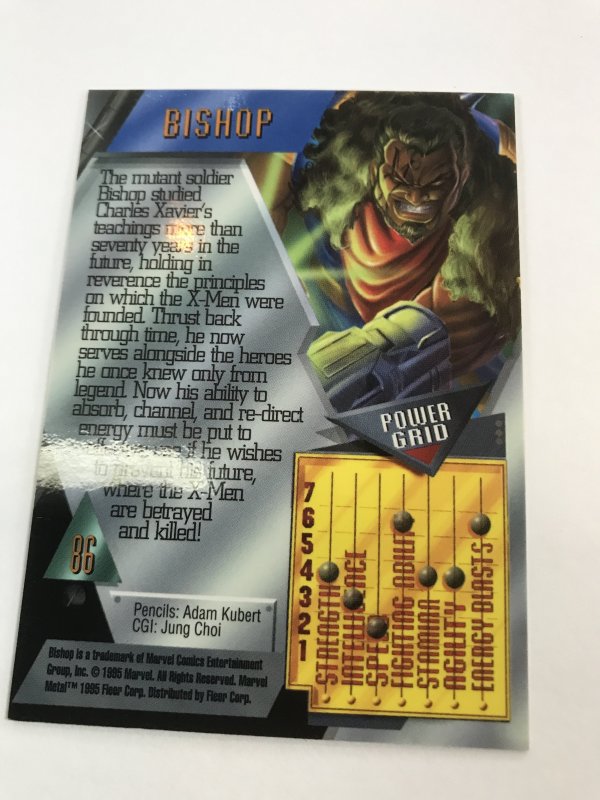 BISHOP
The mutant soldier
Bishop studied
Charles Xavier's
teachings more than
seventy years in the
future, holding in
reverence the principles
on which the X-Men were
founded. Thrust back
through time, he now
serves alongside the heroes
he once knew only from
legend. Now his ability to
absorb, channel, and re-direct
energy must be put to
if he wishes
to prevent his future,
where the X-Men
are betrayed
and killed!
86
Pencils: Adam Kubert
CGI: Jung Choi
Bishop is a trademark of Marvel Comics Entertainment
Group, Inc. © 1995 Marvel. All Rights Reserved. Marvel
Metal™ 1995 Fleer Corp. Distributed by Fleer Corp.
POWER
GRID
7
6
5
4
3
2
1
STRENGTH
INTELLIGENCE
SPEED
FIGHTING ABILITY
STAMINA
AGILITY
ENERGY BLASTS